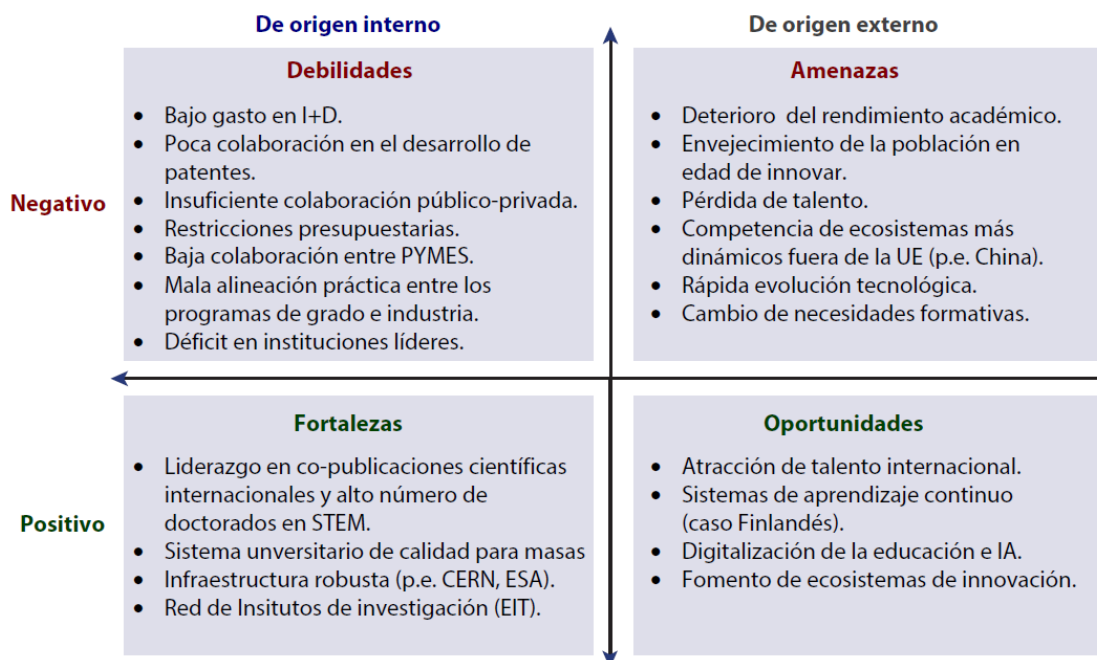 De origen interno
De origen externo
Negativo
Debilidades
• Bajo gasto en I+D.
• Poca colaboración en el desarrollo de
patentes.
• Insuficiente colaboración público-privada.
• Restricciones presupuestarias.
• Baja colaboración entre PYMES.
• Mala alineación práctica entre los
programas de grado e industria.
• Déficit en instituciones líderes.
Amenazas
• Deterioro del rendimiento académico.
• Envejecimiento de la población en
edad de innovar.
• Pérdida de talento.
• Competencia de ecosistemas más
dinámicos fuera de la UE (p.e. China).
• Rápida evolución tecnológica.
• Cambio de necesidades formativas.
Positivo
Fortalezas
• Liderazgo en co-publicaciones científicas
internacionales y alto número de
doctorados en STEM.
• Sistema unversitario de calidad para masas
• Infraestructura robusta (p.e. CERN, ESA).
• Red de Insitutos de investigación (EIT).
Oportunidades
• Atracción de talento internacional.
• Sistemas de aprendizaje continuo
(caso Finlandés).
• Digitalización de la educación e IA.
• Fomento de ecosistemas de innovación.